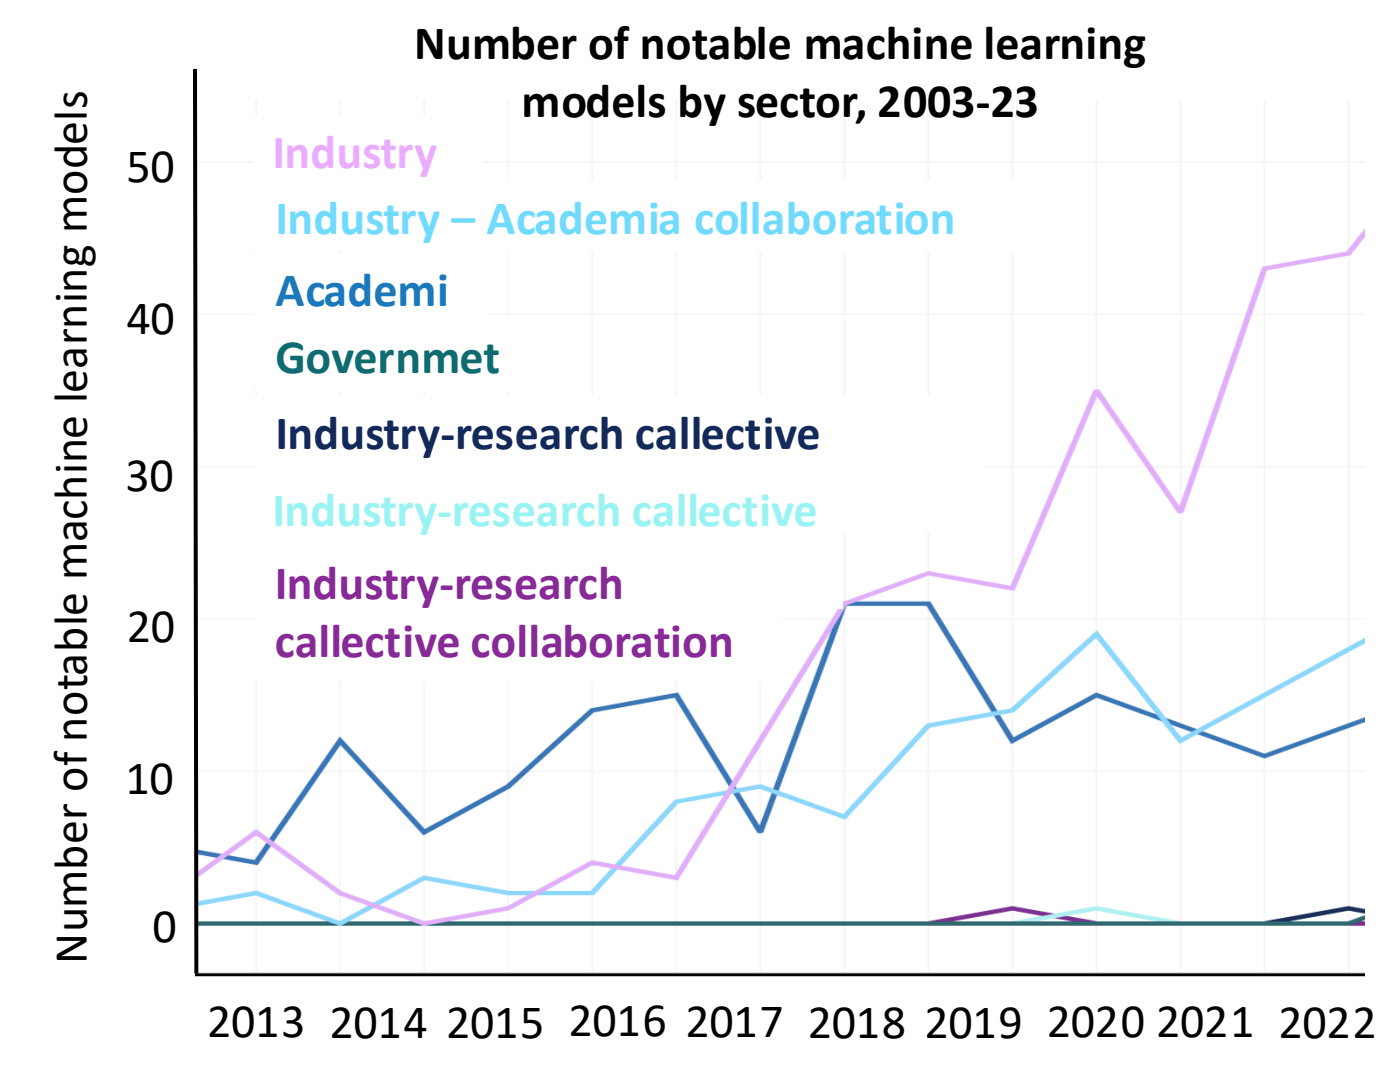 Number of notable machine learning
models by sector, 2003-23
Number of notable machine learning models
50
40
30
20
10
0
Industry
Industry – Academia collaboration
Academi
Governmet
Industry-research callective
Industry-research callective
Industry-research
callective collaboration
2013 2014 2015 2016 2017 2018 2019 2020 2021 2022